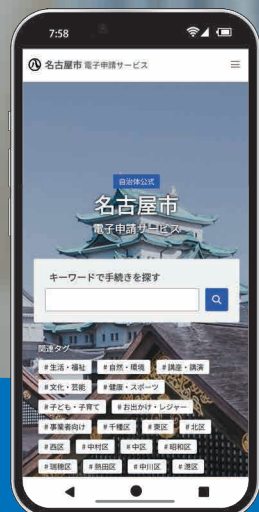 7:58
名古屋市 電子申請サービス
自治体公式
名古屋市
電子申請サービス
キーワードで手続きを探す
関連タグ
#生活・福祉 #自然・環境 #講座・講演
#文化・芸能 #健康・スポーツ
#子ども・子育て #お出かけ・レジャー
#事業者向け #千種区 #東区 #北区
#西区 #中村区 #中区 #昭和区
#瑞穂区 #熱田区 #中川区 #港区